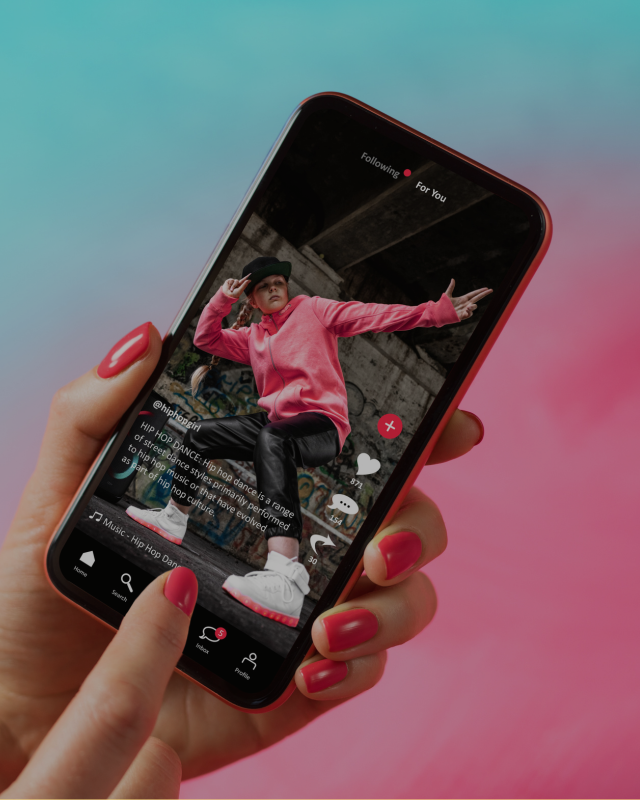 Following
For You
@hiphopgirl
HIP HOP DANCE: Hip hop dance is a range
of street dance styles primarily performed
to hip hop music or that have evolved
as part of hip hop culture.
871
154
30
Music - Hip Hop Danc
Home
Search
5
Inbox
Profile